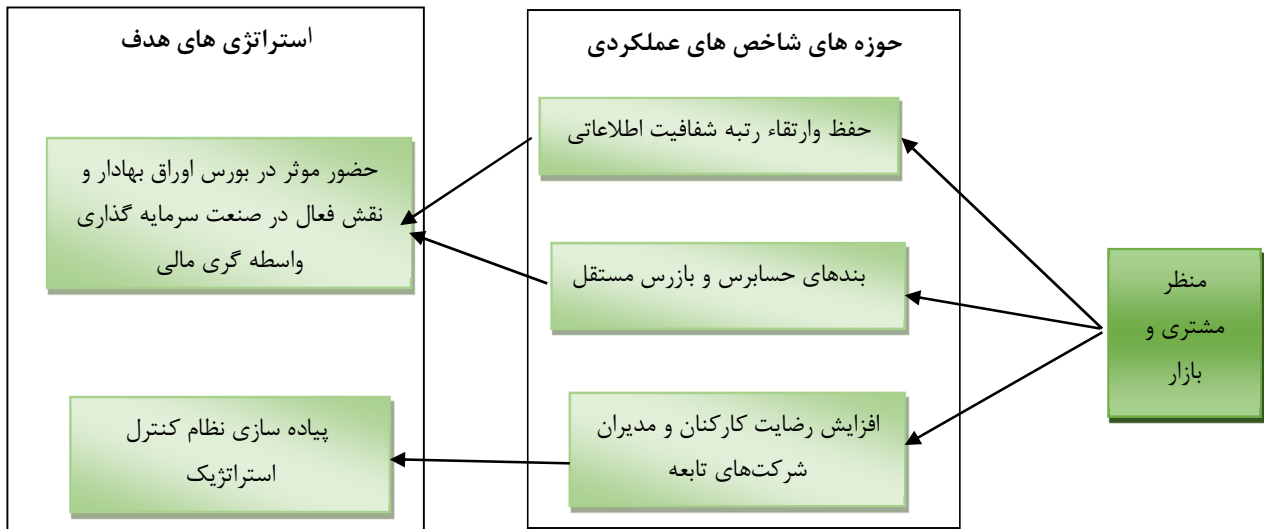 منظر
مشتری و
بازار
حوزه های شاخص های عملکردی
حفظ وارتقاء رتبه شفافیت اطلاعاتی
بندهای حسابرس و بازرس مستقل
افزایش رضایت کارکنان و مدیران
شرکت‌های تابعه
استراتژی های هدف
حضور موثر در بورس اوراق بهادار و
نقش فعال در صنعت سرمایه گذاری
واسطه گری مالی
پیاده سازی نظام کنترل
استراتژیک